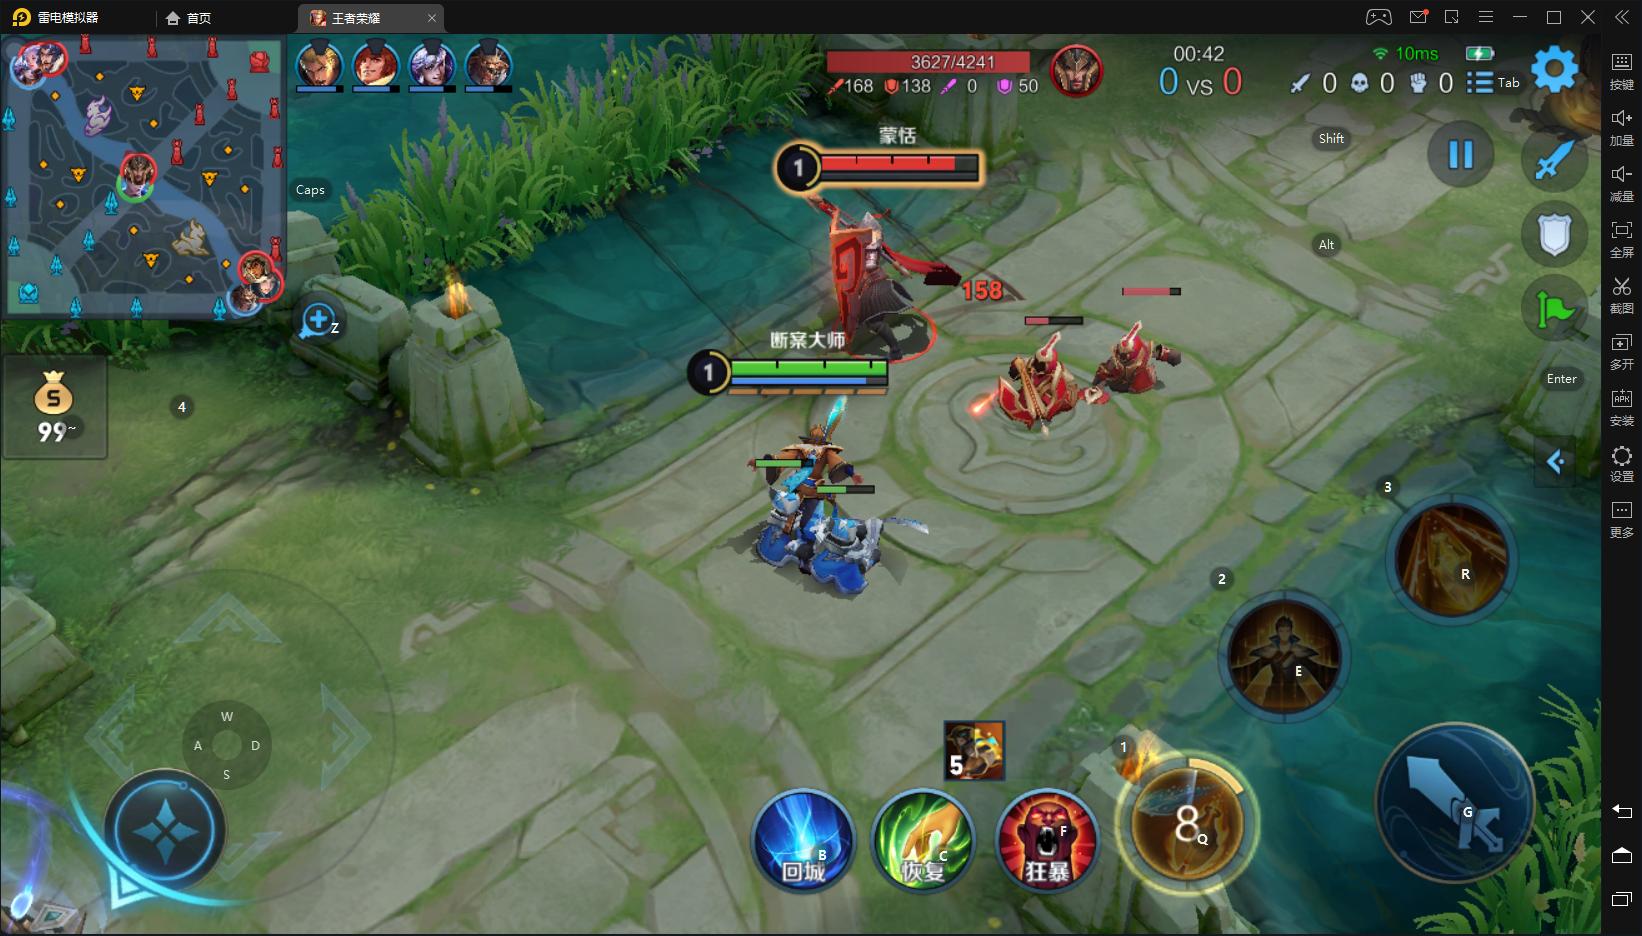 雷电模拟器
首页
王者荣耀
3627/4241
168 138 0 50
00:42
0 VS 0
10ms
0 0 0
Tab
按键
加量
减量
全屏
截图
多开
安装
APK
设置
更多
Shift
Alt
Enter
Caps
Z
蒙恬
1
158
断案大师
1
S
99~
4
3
R
2
E
W
A D
S
5
1
B
回城
C
恢复
F
狂暴
8
Q
G